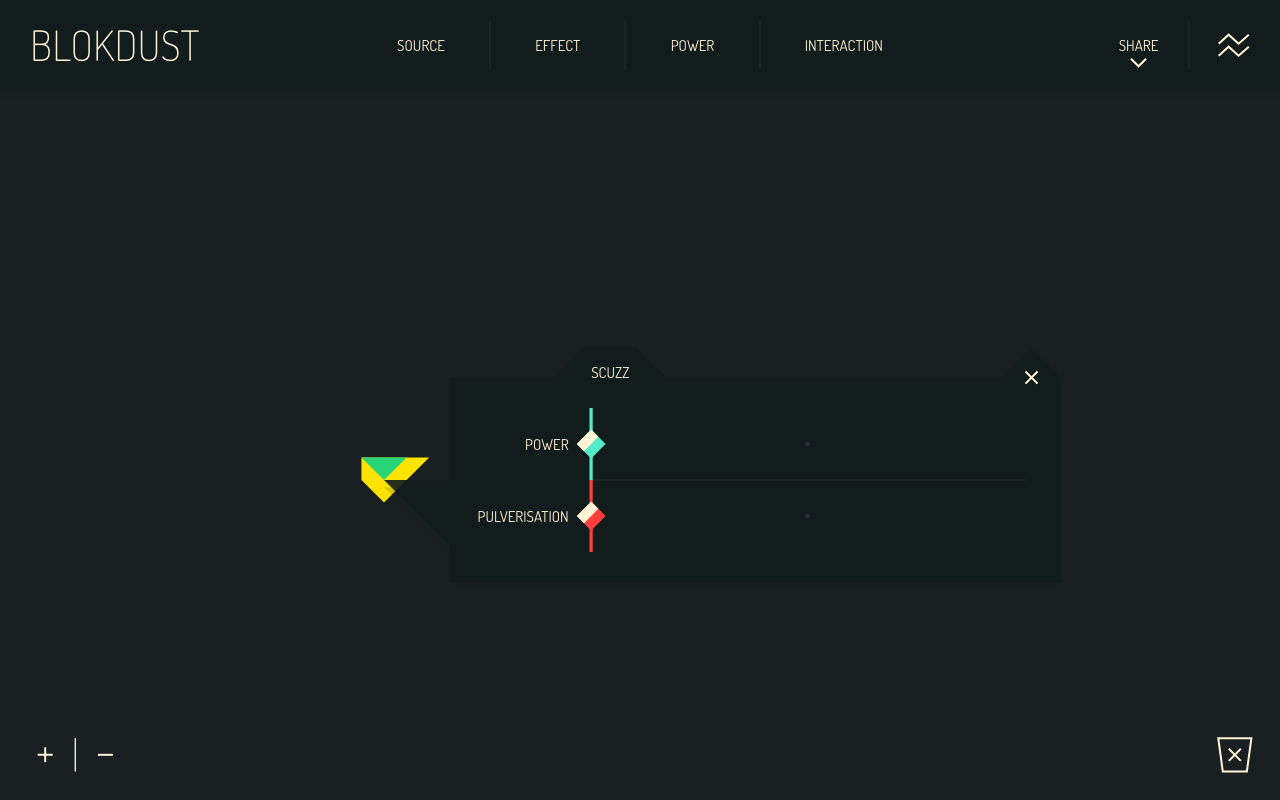 BLOKDUST
SOURCE
EFFECT
POWER
INTERACTION
SHARE
SCUZZ
POWER
PULVERISATION